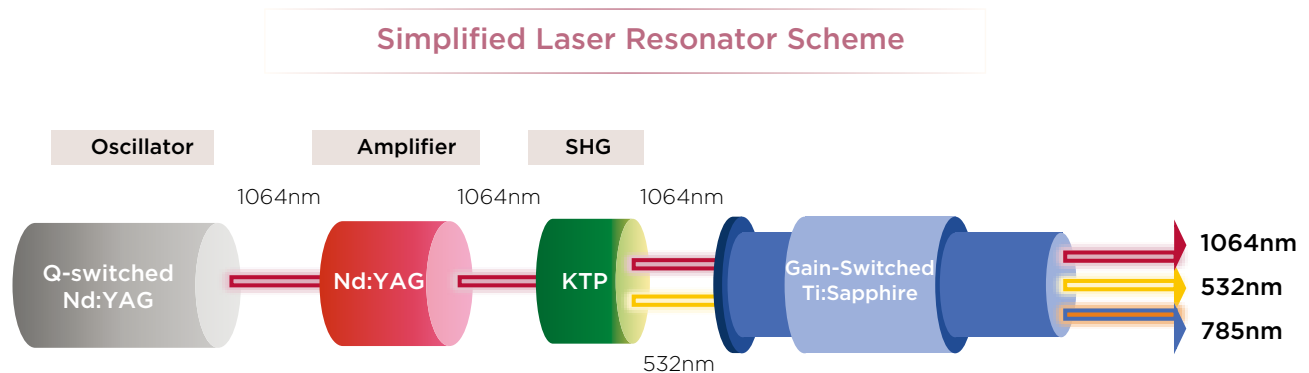 Simplified Laser Resonator Scheme
Oscillator
Amplifier
SHG
1064nm
1064nm
1064nm
Q-switched
Nd:YAG
Nd:YAG
KTP
Gain-Switched
Ti:Sapphire
1064nm
532nm
785nm
532nm